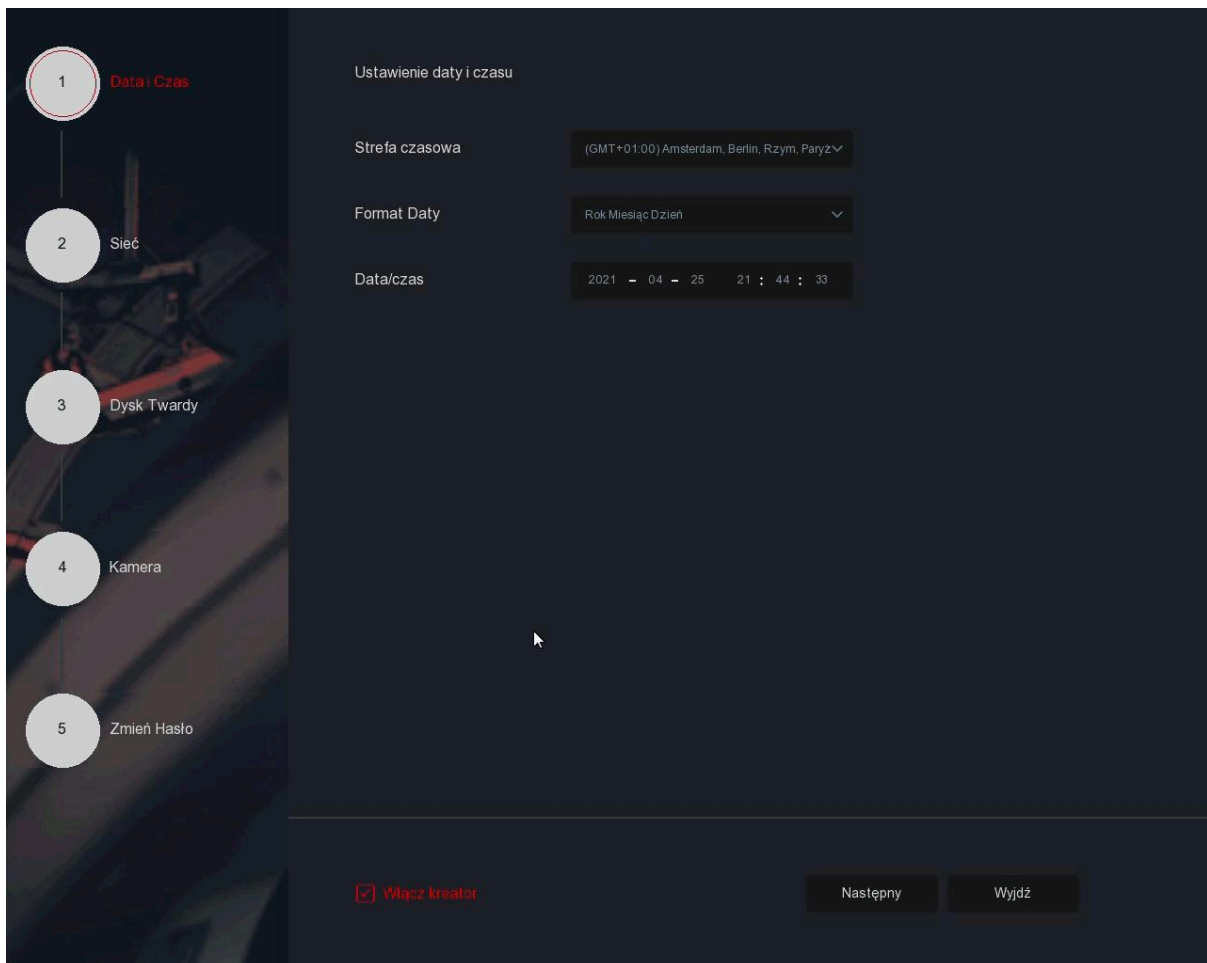 1 Data i Czas
2 Sieć
3 Dysk Twardy
4 Kamera
5 Zmień Hasło
Ustawienie daty i czasu
Strefa czasowa (GMT+01:00) Amsterdam, Berlin, Rzym, Paryż
Format Daty Rok Miesiąc Dzień
Data/czas 2021 - 04 - 25 21 : 44 : 33
Włącz kreator Następny Wyjdź